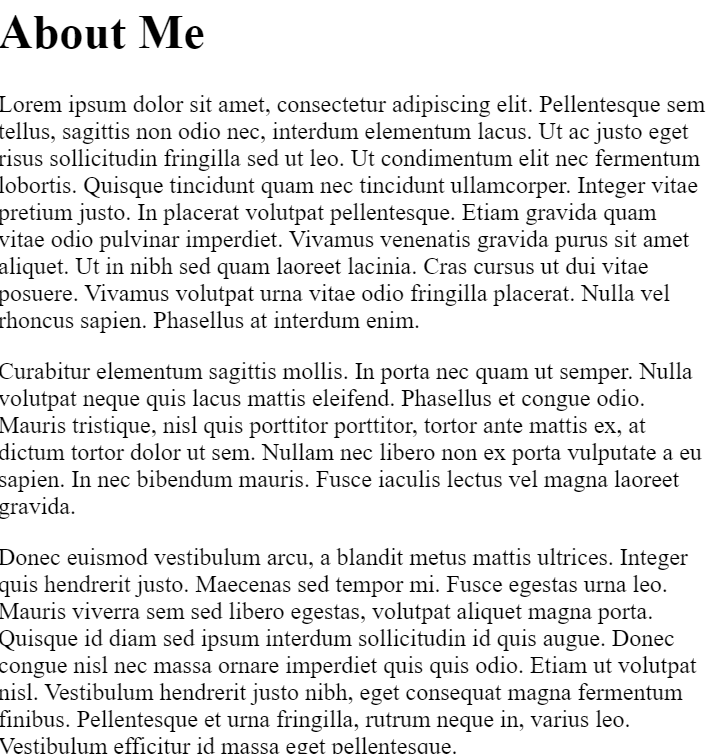 About Me
Lorem ipsum dolor sit amet, consectetur adipiscing elit. Pellentesque sem
tellus, sagittis non odio nec, interdum elementum lacus. Ut ac justo eget
risus sollicitudin fringilla sed ut leo. Ut condimentum elit nec fermentum
lobortis. Quisque tincidunt quam nec tincidunt ullamcorper. Integer vitae
pretium justo. In placerat volutpat pellentesque. Etiam gravida quam
vitae odio pulvinar imperdiet. Vivamus venenatis gravida purus sit amet
aliquet. Ut in nibh sed quam laoreet lacinia. Cras cursus ut dui vitae
posuere. Vivamus volutpat urna vitae odio fringilla placerat. Nulla vel
rhoncus sapien. Phasellus at interdum enim.
Curabitur elementum sagittis mollis. In porta nec quam ut semper. Nulla
volutpat neque quis lacus mattis eleifend. Phasellus et congue odio.
Mauris tristique, nisl quis porttitor porttitor, tortor ante mattis ex, at
dictum tortor dolor ut sem. Nullam nec libero non ex porta vulputate a eu
sapien. In nec bibendum mauris. Fusce iaculis lectus vel magna laoreet
gravida.
Donec euismod vestibulum arcu, a blandit metus mattis ultrices. Integer
quis hendrerit justo. Maecenas sed tempor mi. Fusce egestas urna leo.
Mauris viverra sem sed libero egestas, volutpat aliquet magna porta.
Quisque id diam sed ipsum interdum sollicitudin id quis augue. Donec
congue nisl nec massa ornare imperdiet quis quis odio. Etiam ut volutpat
nisl. Vestibulum hendrerit justo nibh, eget consequat magna fermentum
finibus. Pellentesque et urna fringilla, rutrum neque in, varius leo.
Vestibulum efficitur id massa eget pellentesque.